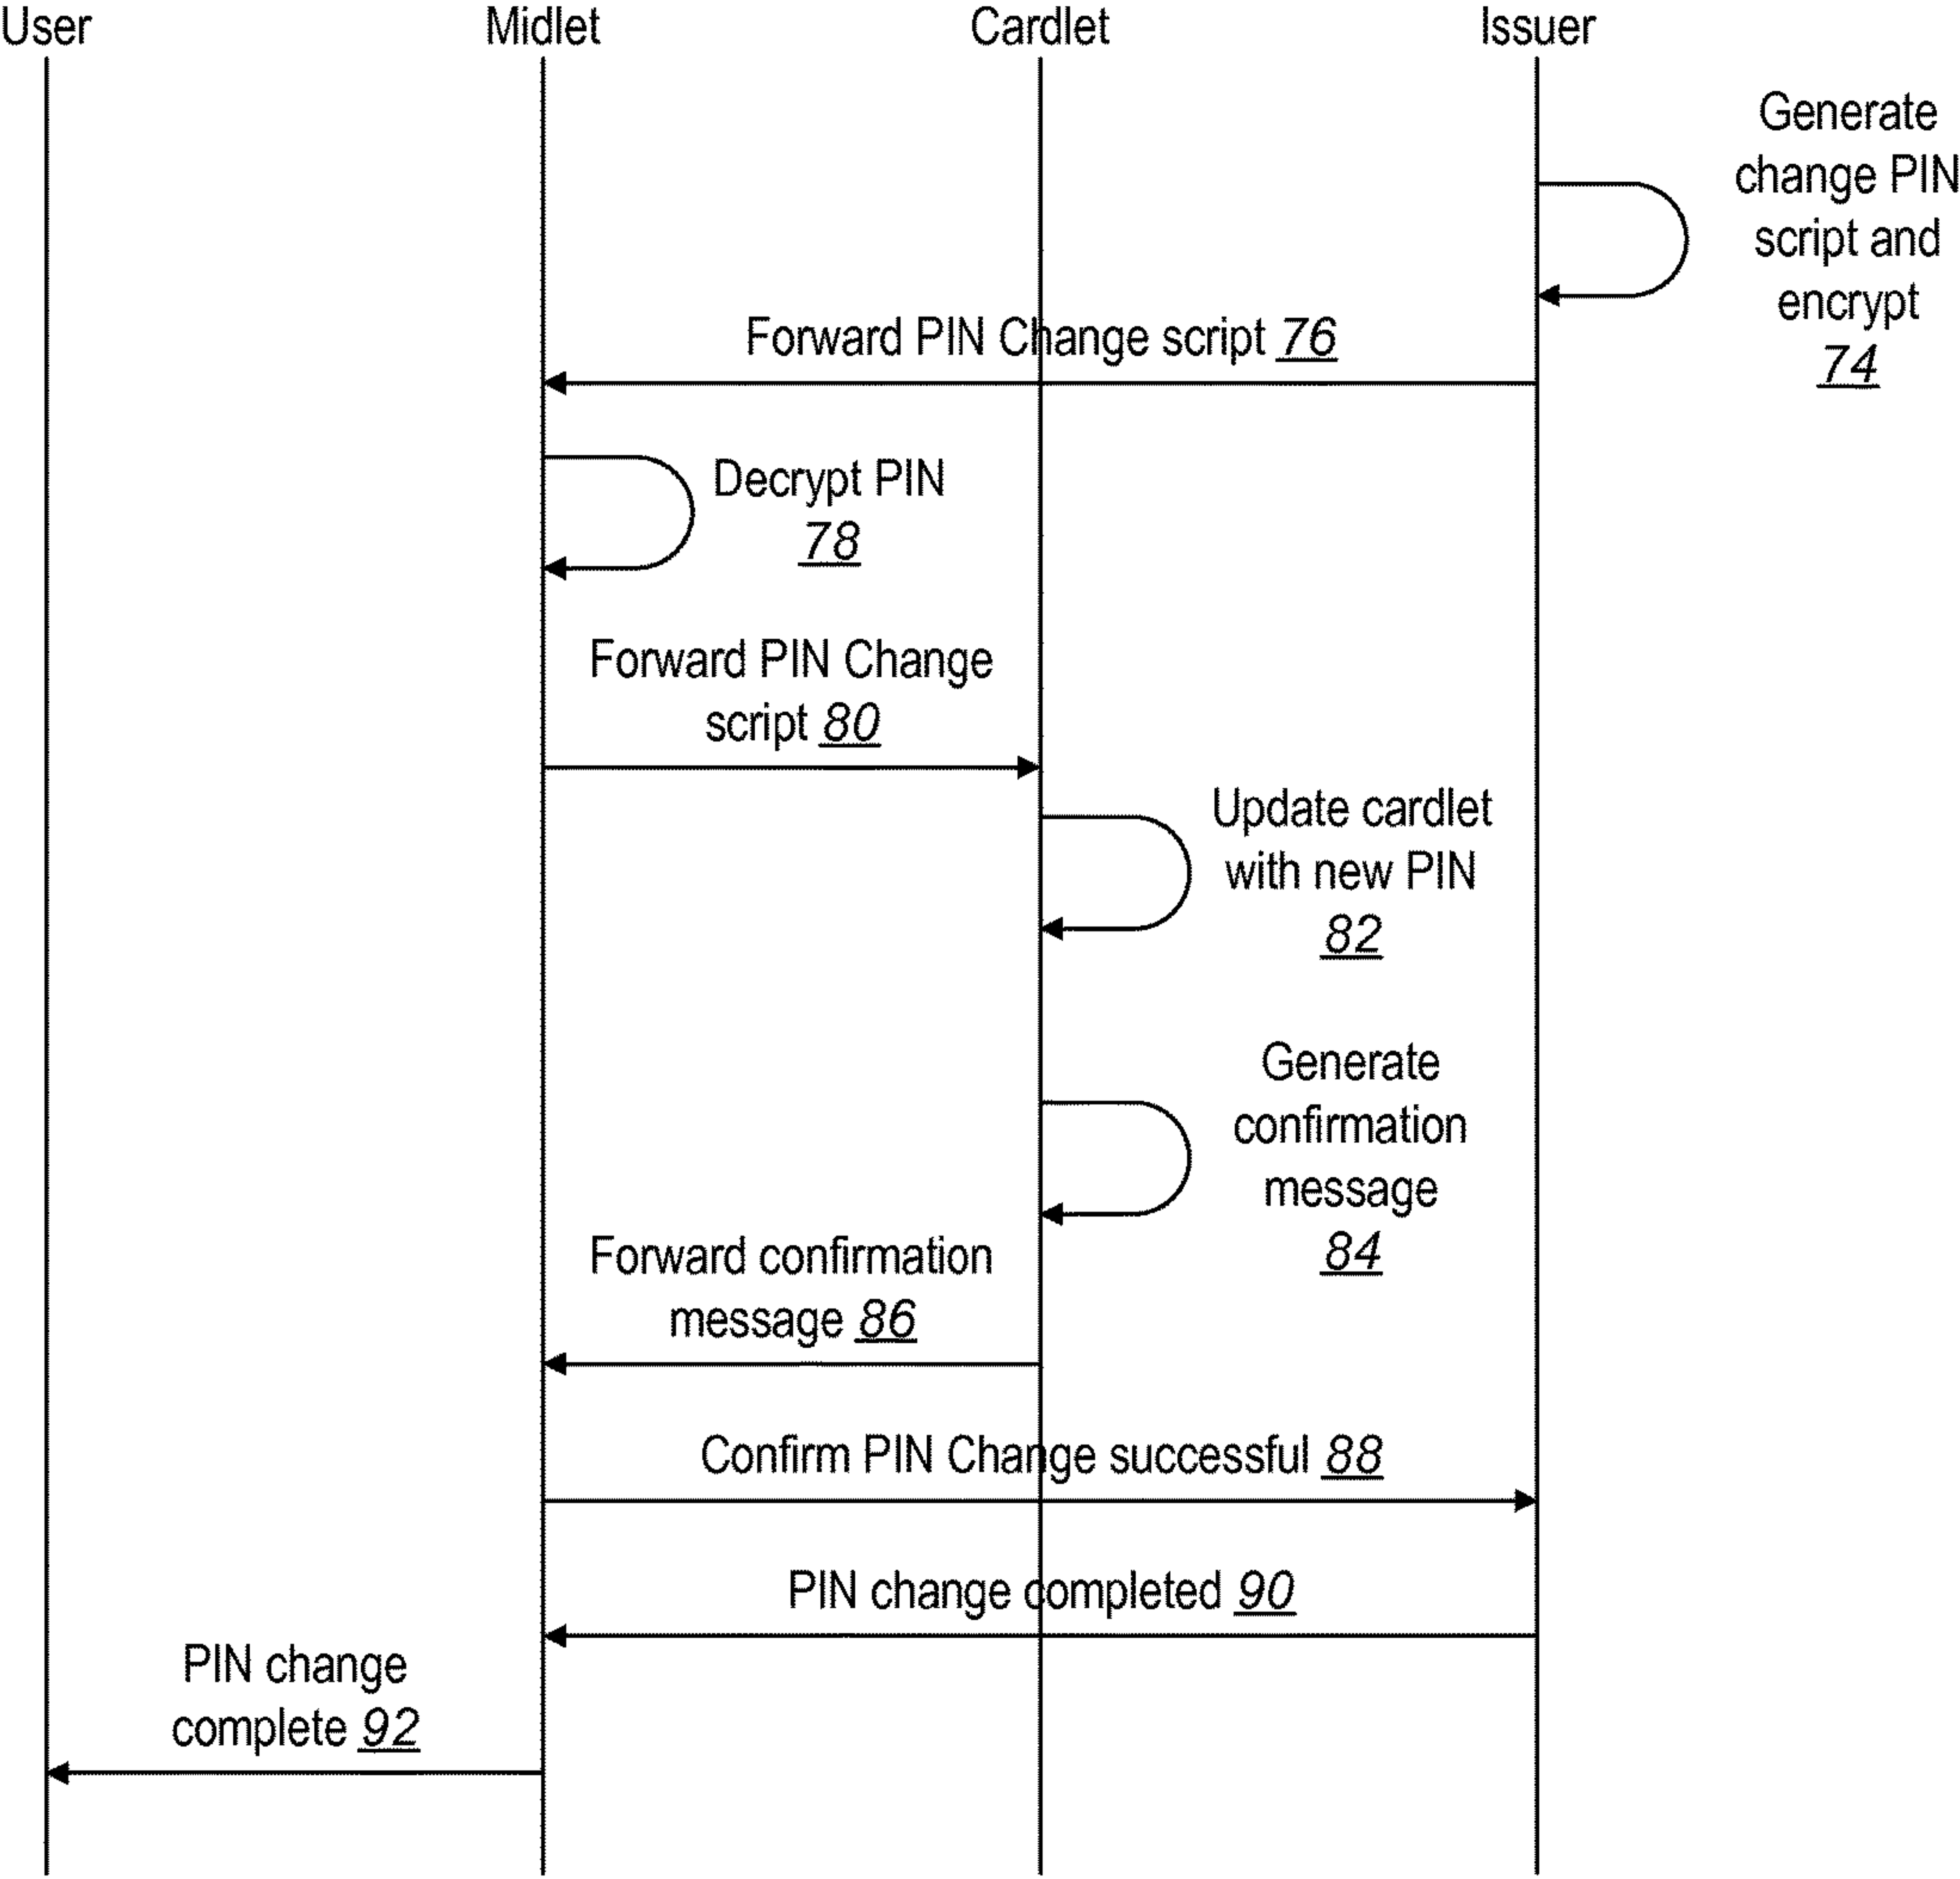 User
Midlet
Cardlet
Issuer
Generate
change PIN
script and
encrypt
74
Forward PIN Change script 76
Decrypt PIN
78
Forward PIN Change
script 80
Update cardlet
with new PIN
82
Generate
confirmation
message
84
Forward confirmation
message 86
Confirm PIN Change successful 88
PIN change completed 90
PIN change
complete 92